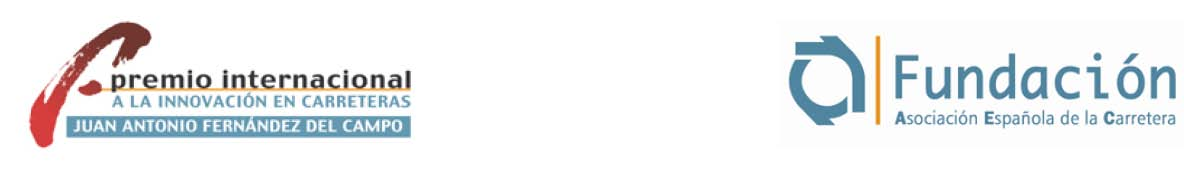 premio internacional
A LA INNOVACIÓN EN CARRETERAS
JUAN ANTONIO FERNÁNDEZ DEL CAMPO
Fundación
Asociación Española de la Carretera